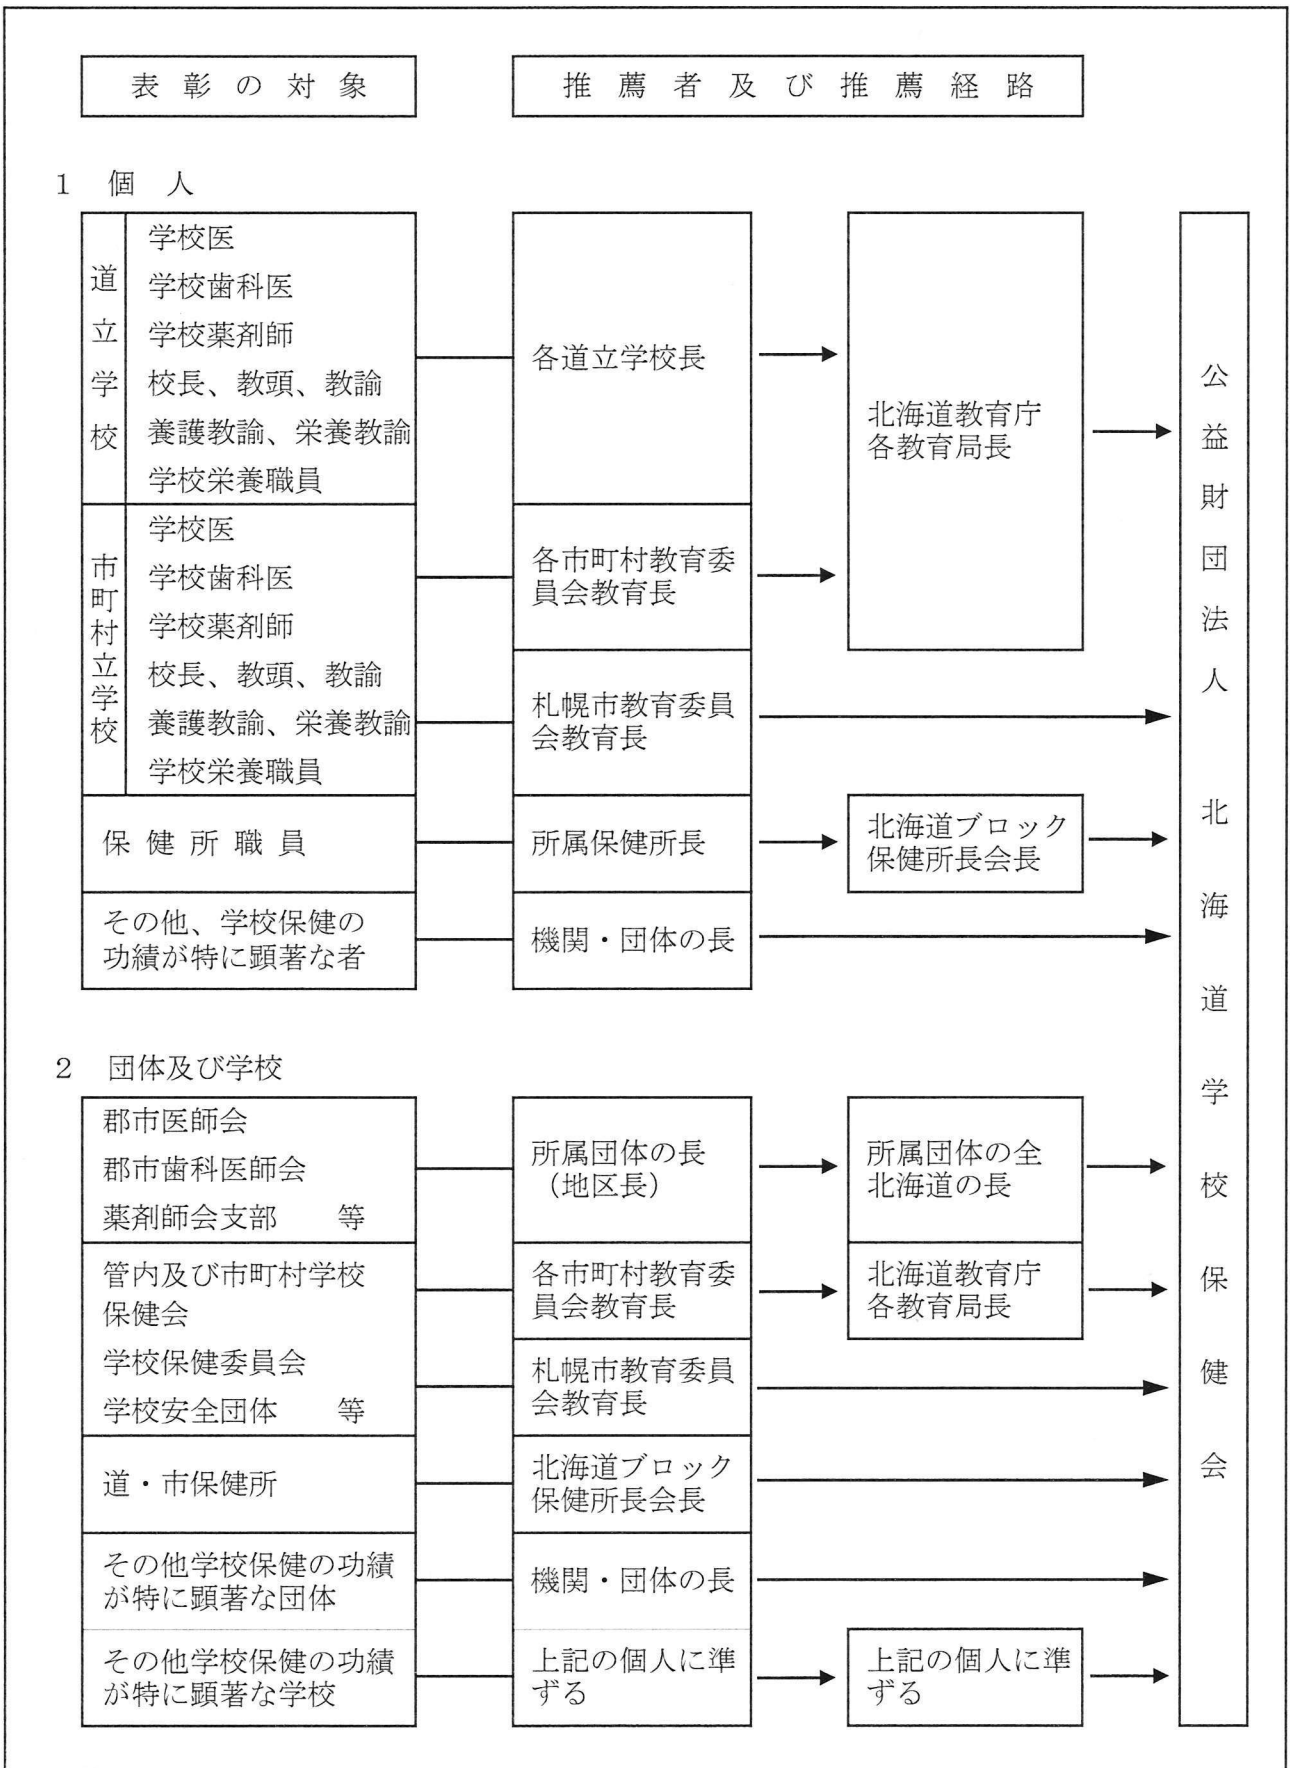 表彰の対象
推薦者及び推薦経路
1 個人
道立学校
学校医
学校歯科医
学校薬剤師
校長、教頭、教諭
養護教諭、栄養教諭
学校栄養職員
各道立学校長
北海道教育庁
各教育局長
市町村立学校
学校医
学校歯科医
学校薬剤師
校長、教頭、教諭
養護教諭、栄養教諭
学校栄養職員
各市町村教育委
員会教育長
札幌市教育委員
会教育長
保健所職員
所属保健所長
北海道ブロック
保健所長会長
その他、学校保健の
功績が特に顕著な者
機関・団体の長
公益財団法人 北海道学校保健会
2 団体及び学校
郡市医師会
郡市歯科医師会
薬剤師会支部 等
所属団体の長
(地区長)
所属団体の全
北海道の長
管内及び市町村学校
保健会
学校保健委員会
学校安全団体 等
各市町村教育委
員会教育長
北海道教育庁
各教育局長
札幌市教育委員
会教育長
道・市保健所
北海道ブロック
保健所長会長
その他学校保健の功績
が特に顕著な団体
機関・団体の長
その他学校保健の功績
が特に顕著な学校
上記の個人に準
ずる
上記の個人に準
ずる